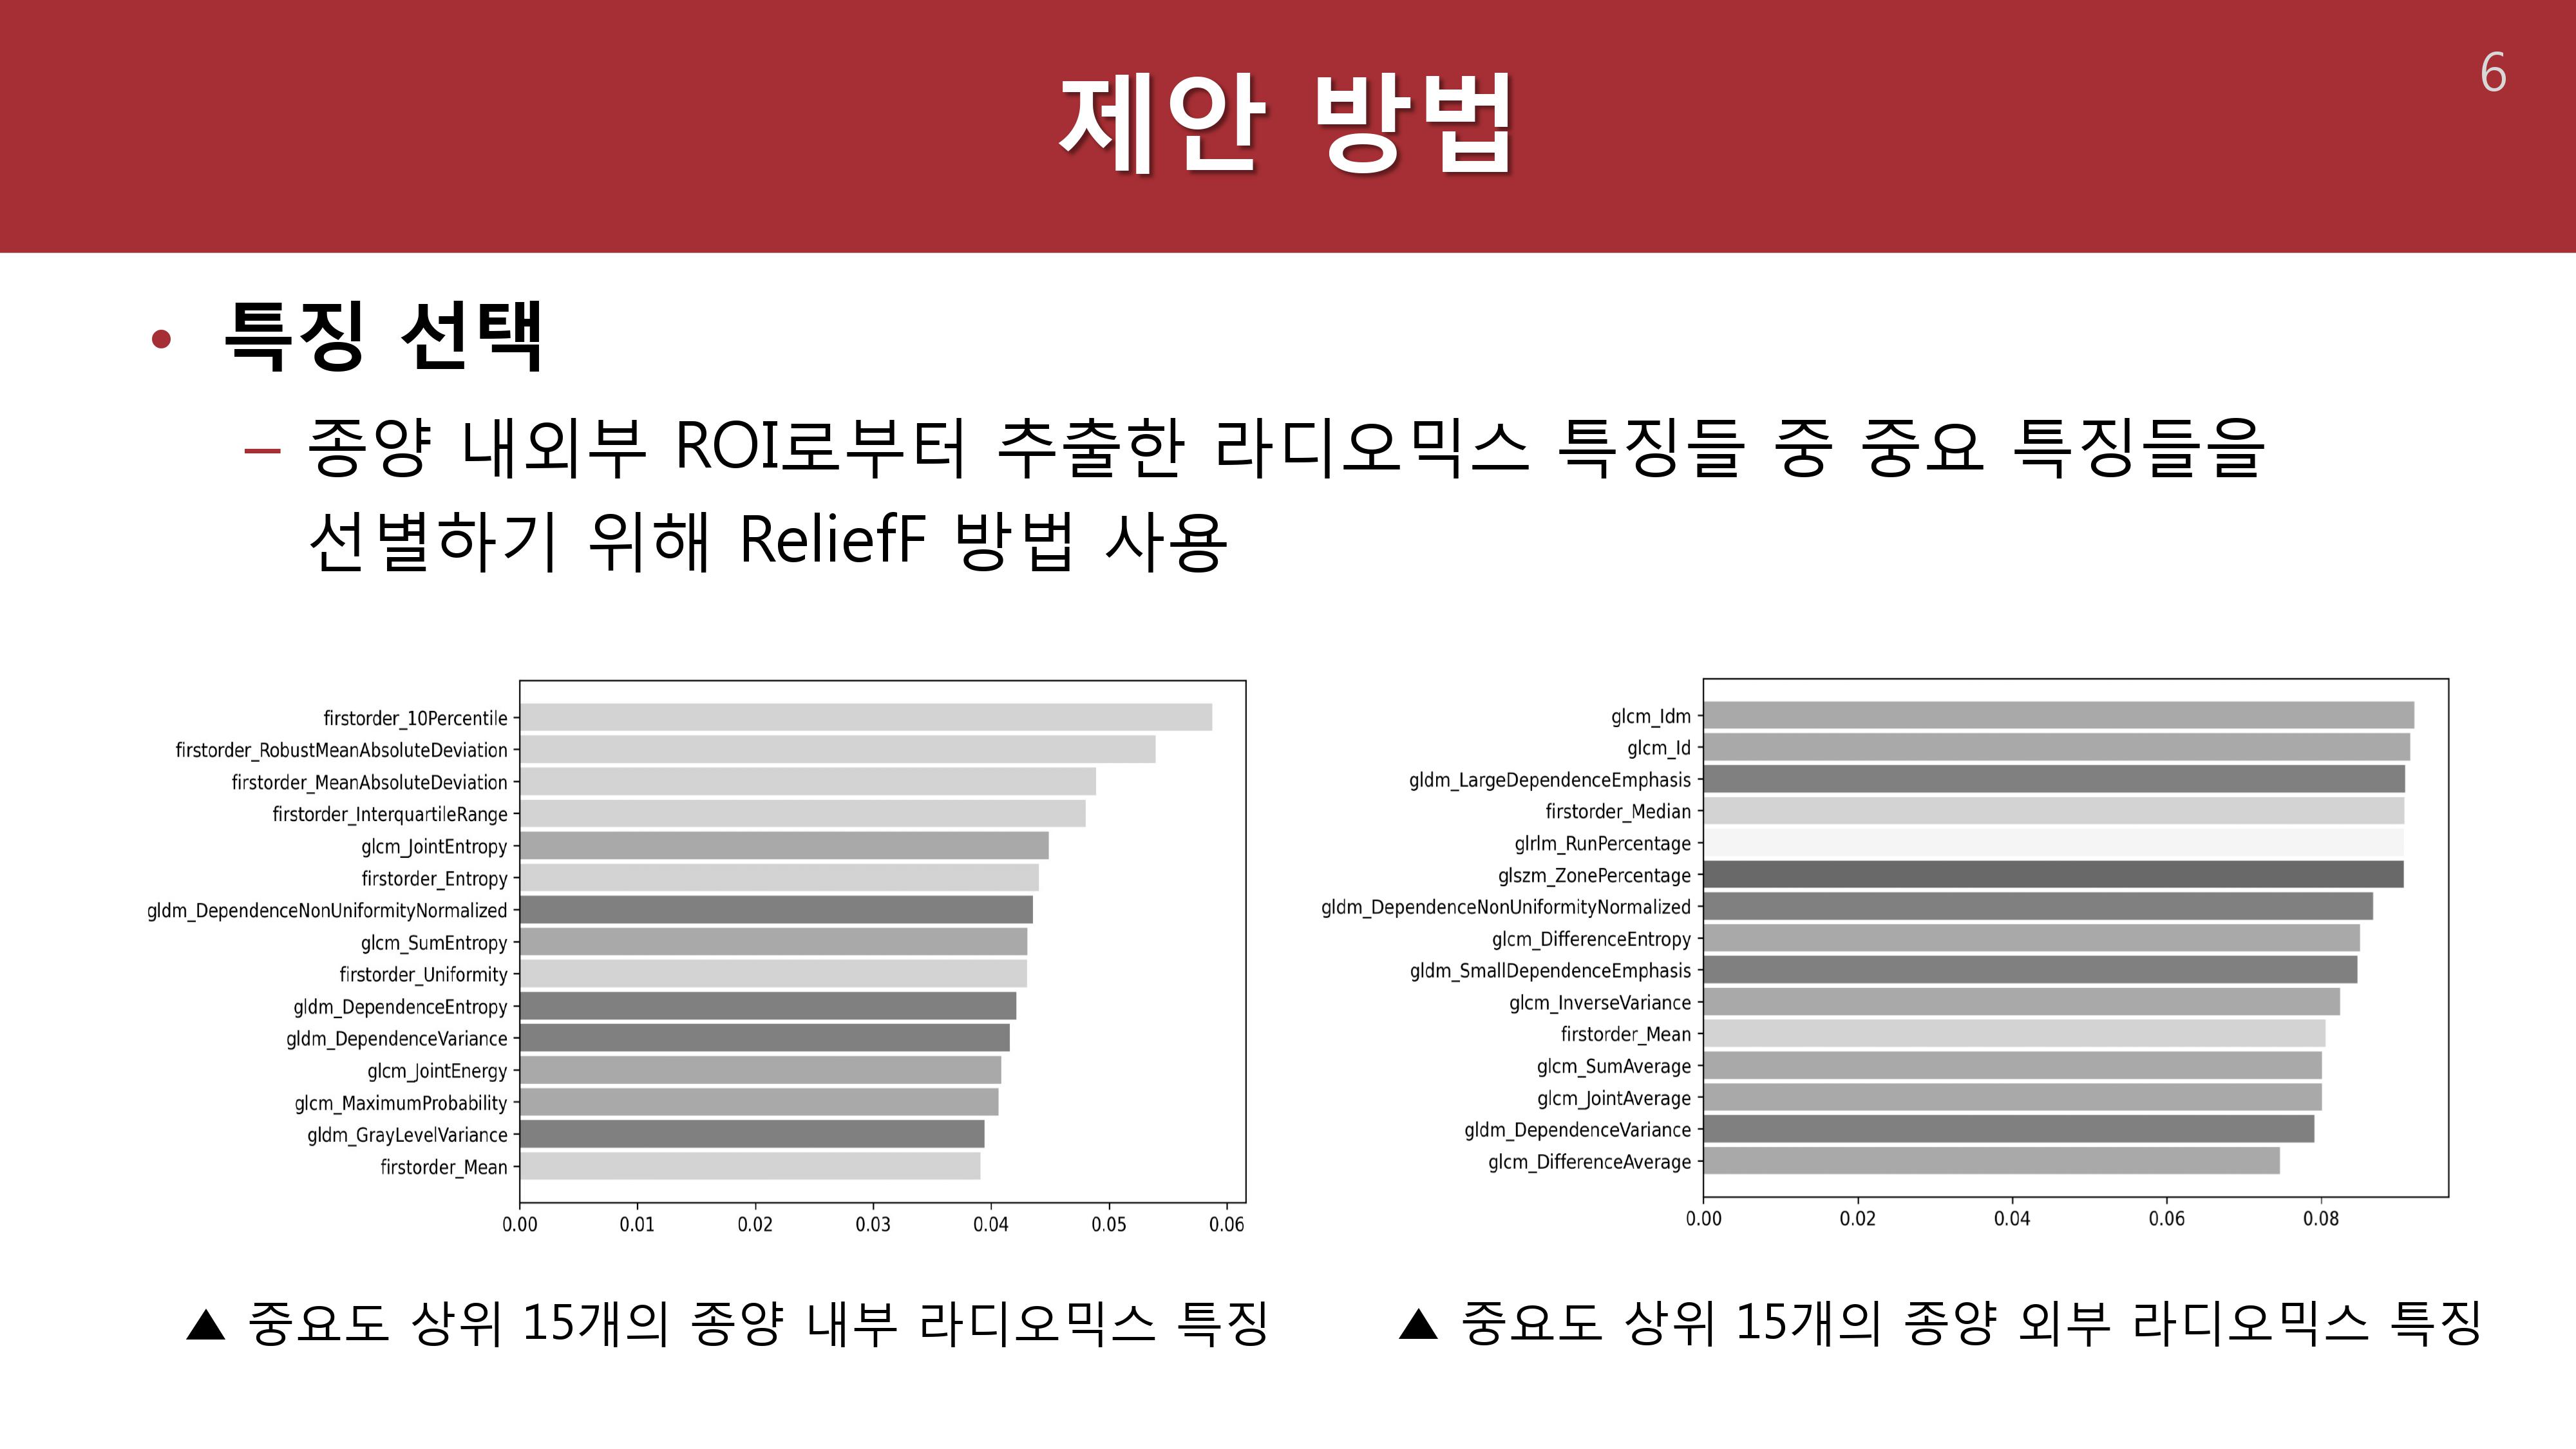 6
제안 방법
• 특징 선택
– 종양 내외부 ROI로부터 추출한 라디오믹스 특징들 중 중요 특징들을
선별하기 위해 ReliefF 방법 사용
firstorder_10Percentile
firstorder_RobustMeanAbsoluteDeviation
firstorder_MeanAbsoluteDeviation
firstorder_InterquartileRange
glcm_JointEntropy
firstorder_Entropy
gldm_DependenceNonUniformityNormalized
glcm_SumEntropy
firstorder_Uniformity
gldm_DependenceEntropy
gldm_DependenceVariance
glcm_JointEnergy
glcm_MaximumProbability
gldm_GrayLevelVariance
firstorder_Mean
0.00 0.01 0.02 0.03 0.04 0.05 0.06
▲ 중요도 상위 15개의 종양 내부 라디오믹스 특징
glcm_Idm
glcm_Id
gldm_LargeDependenceEmphasis
firstorder_Median
glrlm_RunPercentage
glszm_ZonePercentage
gldm_DependenceNonUniformityNormalized
glcm_DifferenceEntropy
gldm_SmallDependenceEmphasis
glcm_InverseVariance
firstorder_Mean
glcm_SumAverage
glcm_JointAverage
gldm_DependenceVariance
glcm_DifferenceAverage
0.00 0.02 0.04 0.06 0.08
▲ 중요도 상위 15개의 종양 외부 라디오믹스 특징